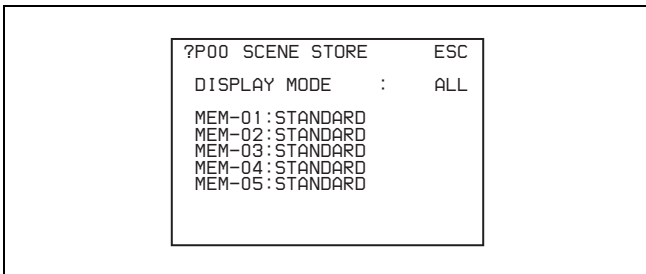 ?P00 SCENE STORE ESC
DISPLAY MODE : ALL
MEM-01:STANDARD
MEM-02:STANDARD
MEM-03:STANDARD
MEM-04:STANDARD
MEM-05:STANDARD